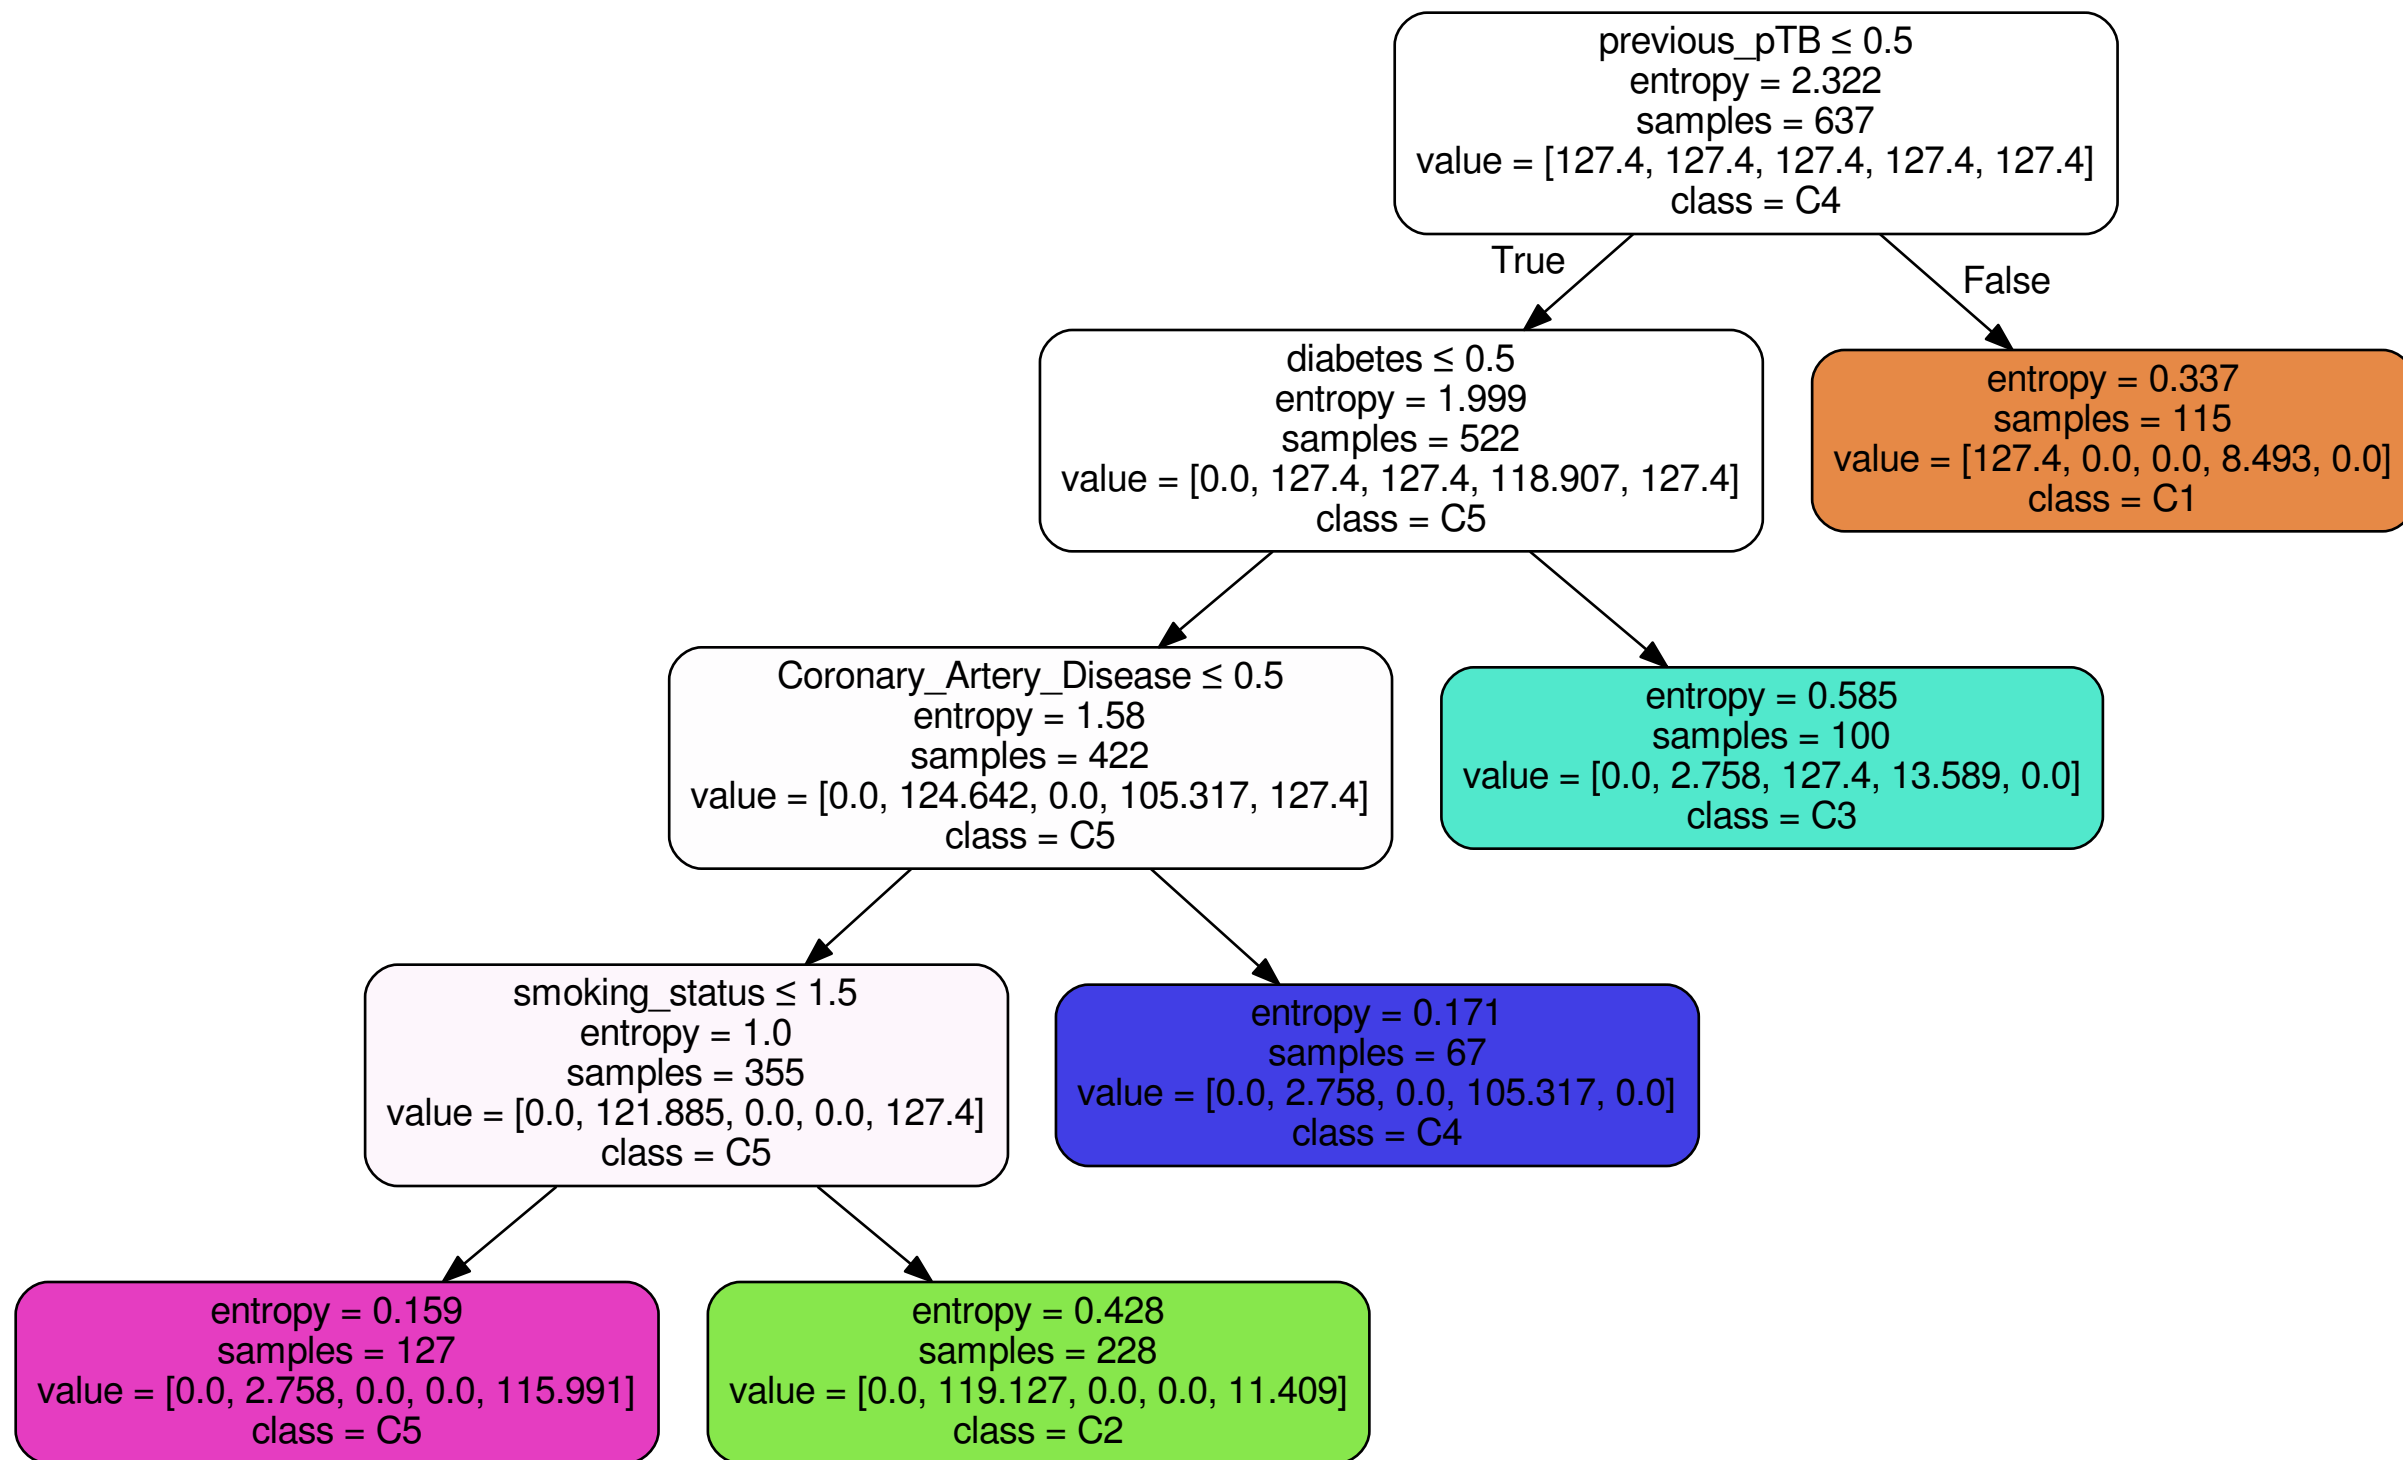 previous_pTB ≤ 0.5
entropy = 2.322
samples = 637
value = [127.4, 127.4, 127.4, 127.4, 127.4]
class = C4
True
False
diabetes ≤ 0.5
entropy = 1.999
samples = 522
value = [0.0, 127.4, 127.4, 118.907, 127.4]
class = C5
entropy = 0.337
samples = 115
value = [127.4, 0.0, 0.0, 8.493, 0.0]
class = C1
Coronary_Artery_Disease ≤ 0.5
entropy = 1.58
samples = 422
value = [0.0, 124.642, 0.0, 105.317, 127.4]
class = C5
entropy = 0.585
samples = 100
value = [0.0, 2.758, 127.4, 13.589, 0.0]
class = C3
smoking_status ≤ 1.5
entropy = 1.0
samples = 355
value = [0.0, 121.885, 0.0, 0.0, 127.4]
class = C5
entropy = 0.171
samples = 67
value = [0.0, 2.758, 0.0, 105.317, 0.0]
class = C4
entropy = 0.159
samples = 127
value = [0.0, 2.758, 0.0, 0.0, 115.991]
class = C5
entropy = 0.428
samples = 228
value = [0.0, 119.127, 0.0, 0.0, 11.409]
class = C2